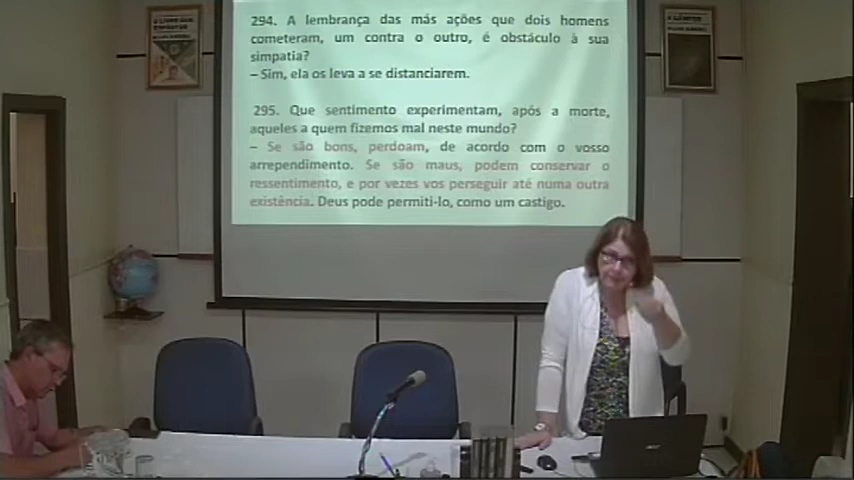 O LIVRO DOS
ESPÍRITOS
294. A lembrança das más ações que dois homens
cometeram, um contra o outro, é obstáculo à sua
simpatia?
– Sim, ela os leva a se distanciarem.
295. Que sentimento experimentam, após a morte,
aqueles a quem fizemos mal neste mundo?
– Se são bons, perdoam, de acordo com o vosso
arrependimento. Se são maus, podem conservar o
ressentimento, e por vezes vos perseguir até numa outra
existência. Deus pode permiti-lo, como um castigo.